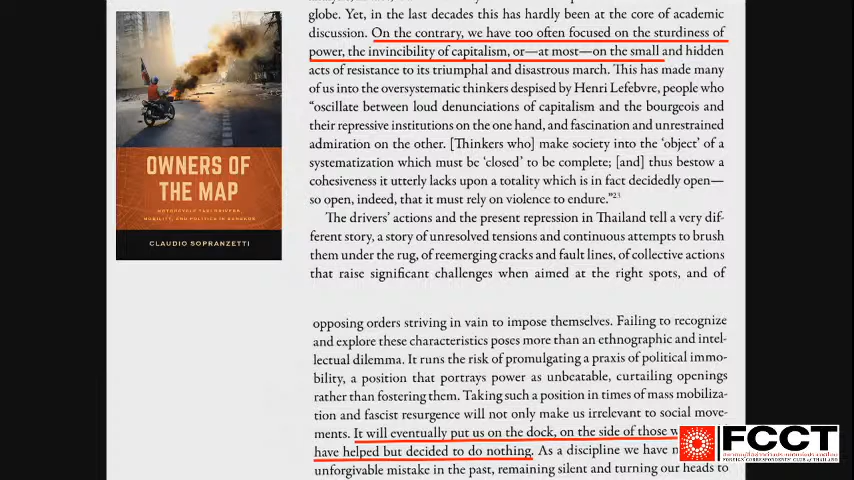 OWNERS OF
THE MAP
MOTORCYCLE TAXI DRIVERS,
MOBILITY, AND POLITICS IN BANGKOK
CLAUDIO SOPRANZETTI
globe. Yet, in the last decades this has hardly been at the core of academic
discussion. On the contrary, we have too often focused on the sturdiness of
power, the invincibility of capitalism, or—at most—on the small and hidden
acts of resistance to its triumphal and disastrous march. This has made many
of us into the oversystematic thinkers despised by Henri Lefebvre, people who
“oscillate between loud denunciations of capitalism and the bourgeois and
their repressive institutions on the one hand, and fascination and unrestrained
admiration on the other. [Thinkers who] make society into the ‘object’ of a
systematization which must be ‘closed’ to be complete; [and] thus bestow a
cohesiveness it utterly lacks upon a totality which is in fact decidedly open—
so open, indeed, that it must rely on violence to endure.”23
The drivers’ actions and the present repression in Thailand tell a very dif-
ferent story, a story of unresolved tensions and continuous attempts to brush
them under the rug, of reemerging cracks and fault lines, of collective actions
that raise significant challenges when aimed at the right spots, and of
opposing orders striving in vain to impose themselves. Failing to recognize
and explore these characteristics poses more than an ethnographic and intel-
lectual dilemma. It runs the risk of promulgating a praxis of political immo-
bility, a position that portrays power as unbeatable, curtailing openings
rather than fostering them. Taking such a position in times of mass mobiliza-
tion and fascist resurgence will not only make us irrelevant to social move-
ments. It will eventually put us on the dock, on the side of those
have helped but decided to do nothing. As a discipline we have
unforgivable mistake in the past, remaining silent and turning our heads to
FCCT
FOREIGN CORRESPONDENTS' CLUB of THAILAND